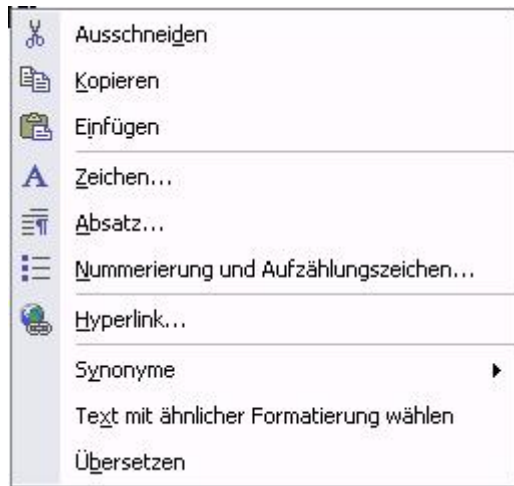 Ausschneiden
Kopieren
Einfügen
Zeichen...
Absatz...
Nummerierung und Aufzählungszeichen...
Hyperlink...
Synonyme
Text mit ähnlicher Formatierung wählen
Übersetzen